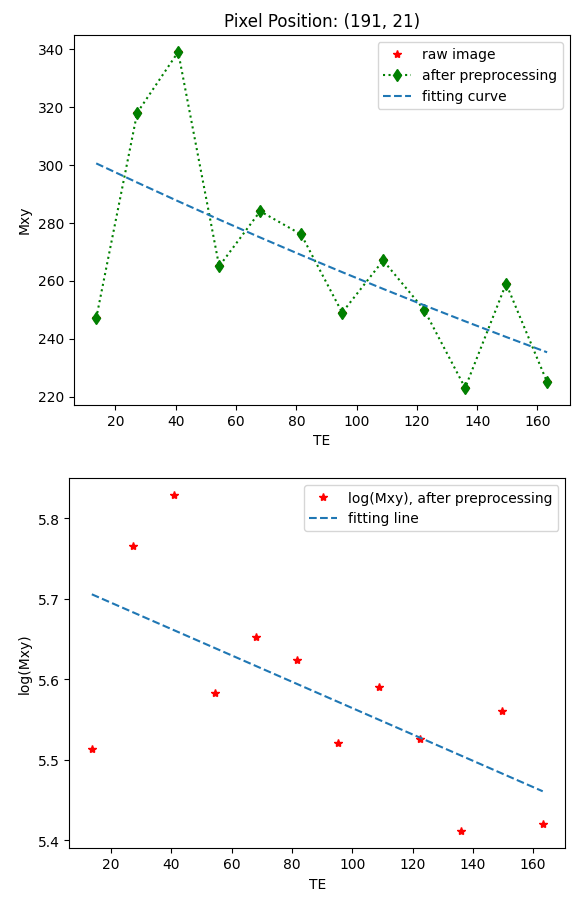 Pixel Position: (191, 21)
raw image
after preprocessing
fitting curve
340
320
300
280
260
240
220
Mxy
20 40 60 80 100 120 140 160
TE
log(Mxy), after preprocessing
fitting line
5.8
5.7
5.6
5.5
5.4
log(Mxy)
20 40 60 80 100 120 140 160
TE